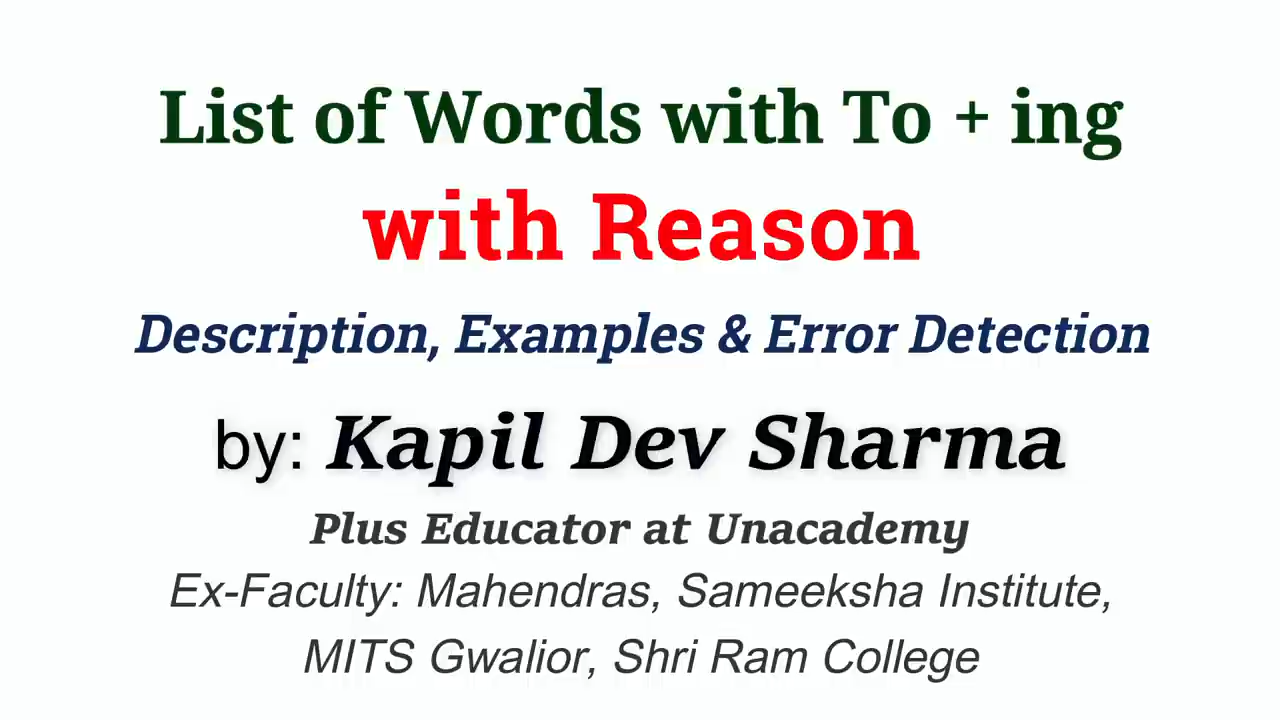 List of Words with To + ing
with Reason
Description, Examples & Error Detection
by: Kapil Dev Sharma
Plus Educator at Unacademy
Ex-Faculty: Mahendras, Sameeksha Institute,
MITS Gwalior, Shri Ram College